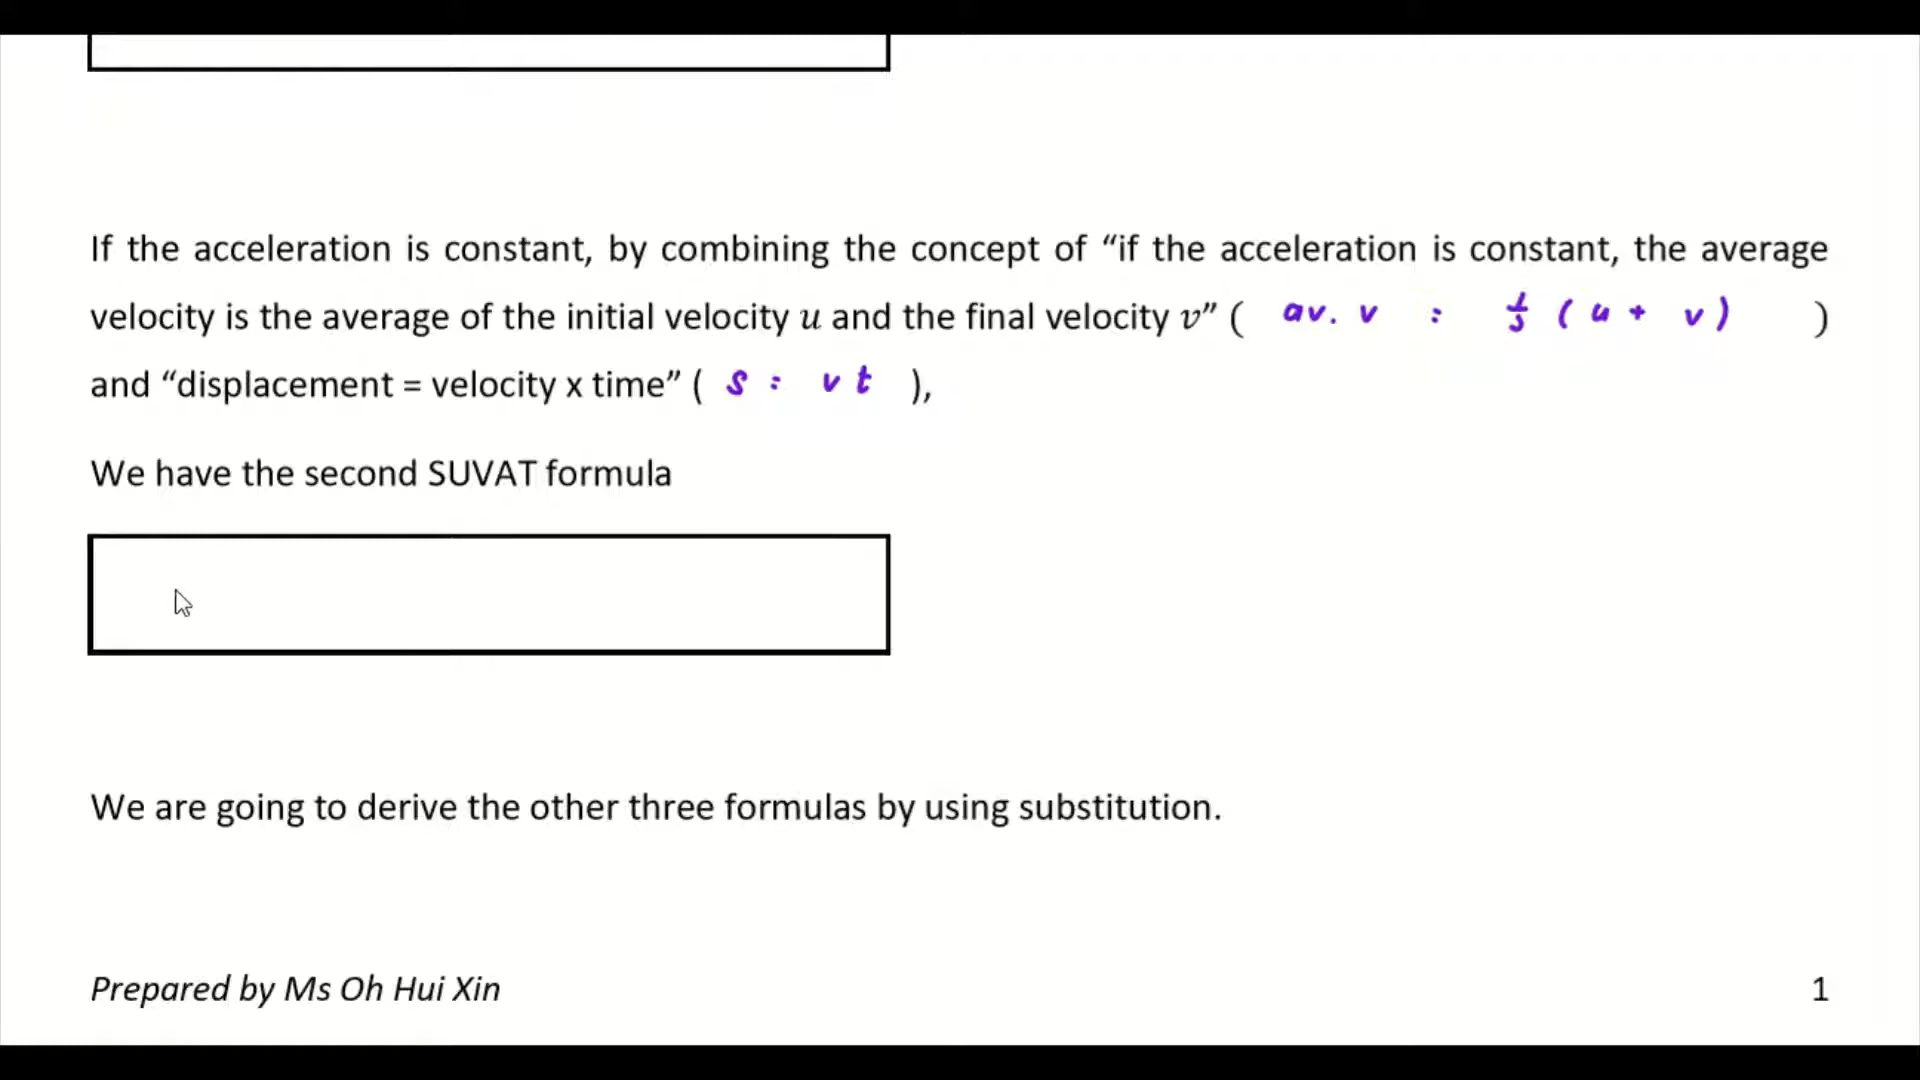 If the acceleration is constant, by combining the concept of “if the acceleration is constant, the average
velocity is the average of the initial velocity u and the final velocity v” ( av. v = ½ ( u + v ) )
and “displacement = velocity x time” ( s = vt ),
We have the second SUVAT formula
We are going to derive the other three formulas by using substitution.
Prepared by Ms Oh Hui Xin 1